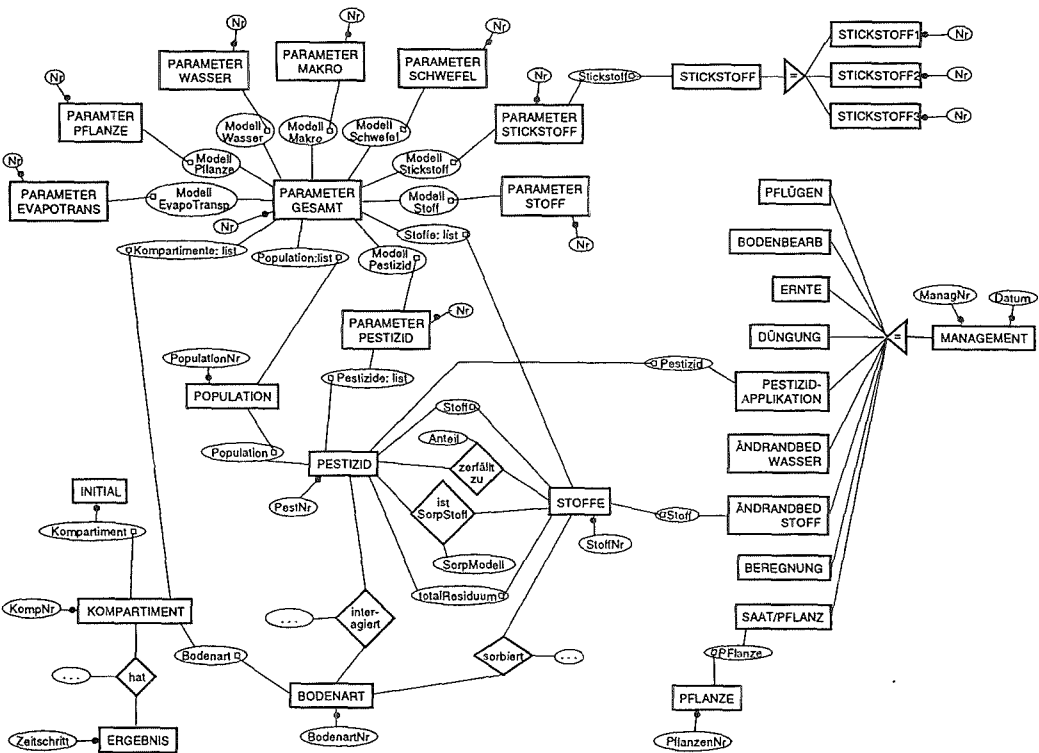 Nr
Nr
Nr
Nr
PARAMETER
WASSER
PARAMETER
MAKRO
PARAMETER
SCHWEFEL
Nr
Stickstoff
STICKSTOFF
=
STICKSTOFF1
Nr
STICKSTOFF2
Nr
STICKSTOFF3
Nr
PARAMTER
PFLANZE
PARAMETER
STICKSTOFF
Modell
Wasser
Modell
Makro
Modell
Schwefel
Nr
Modell
Pflanze
Modell
Stickstoff
PARAMETER
EVAPOTRANS
Modell
EvapoTransp
PARAMETER
GESAMT
Modell
Stoff
PARAMETER
STOFF
Nr
Nr
Kompartimente: list
Population:list
Modell
Pestizid
Stoffe: list
PFLÜGEN
BODENBEARB
ERNTE
DÜNGUNG
PESTIZID-
APPLIKATION
ÄNDRANDBED
WASSER
ÄNDRANDBED
STOFF
BEREGNUNG
SAAT/PFLANZ
=
ManagNr
Datum
MANAGEMENT
PARAMETER
PESTIZID
Nr
PopulationNr
POPULATION
Pestizide: list
Pestizid
Population
PESTIZID
PestNr
Stoff
Anteil
zerfällt
zu
ist
SorpStoff
SorpModell
totalResiduum
STOFFE
StoffNr
Stoff
INITIAL
Kompartiment
KompNr
KOMPARTIMENT
. . .
inter-
agiert
Bodenart
sorbiert
. . .
PFlanze
. . .
hat
BODENART
PFLANZE
Zeitschritt
ERGEBNIS
BodenartNr
PflanzenNr